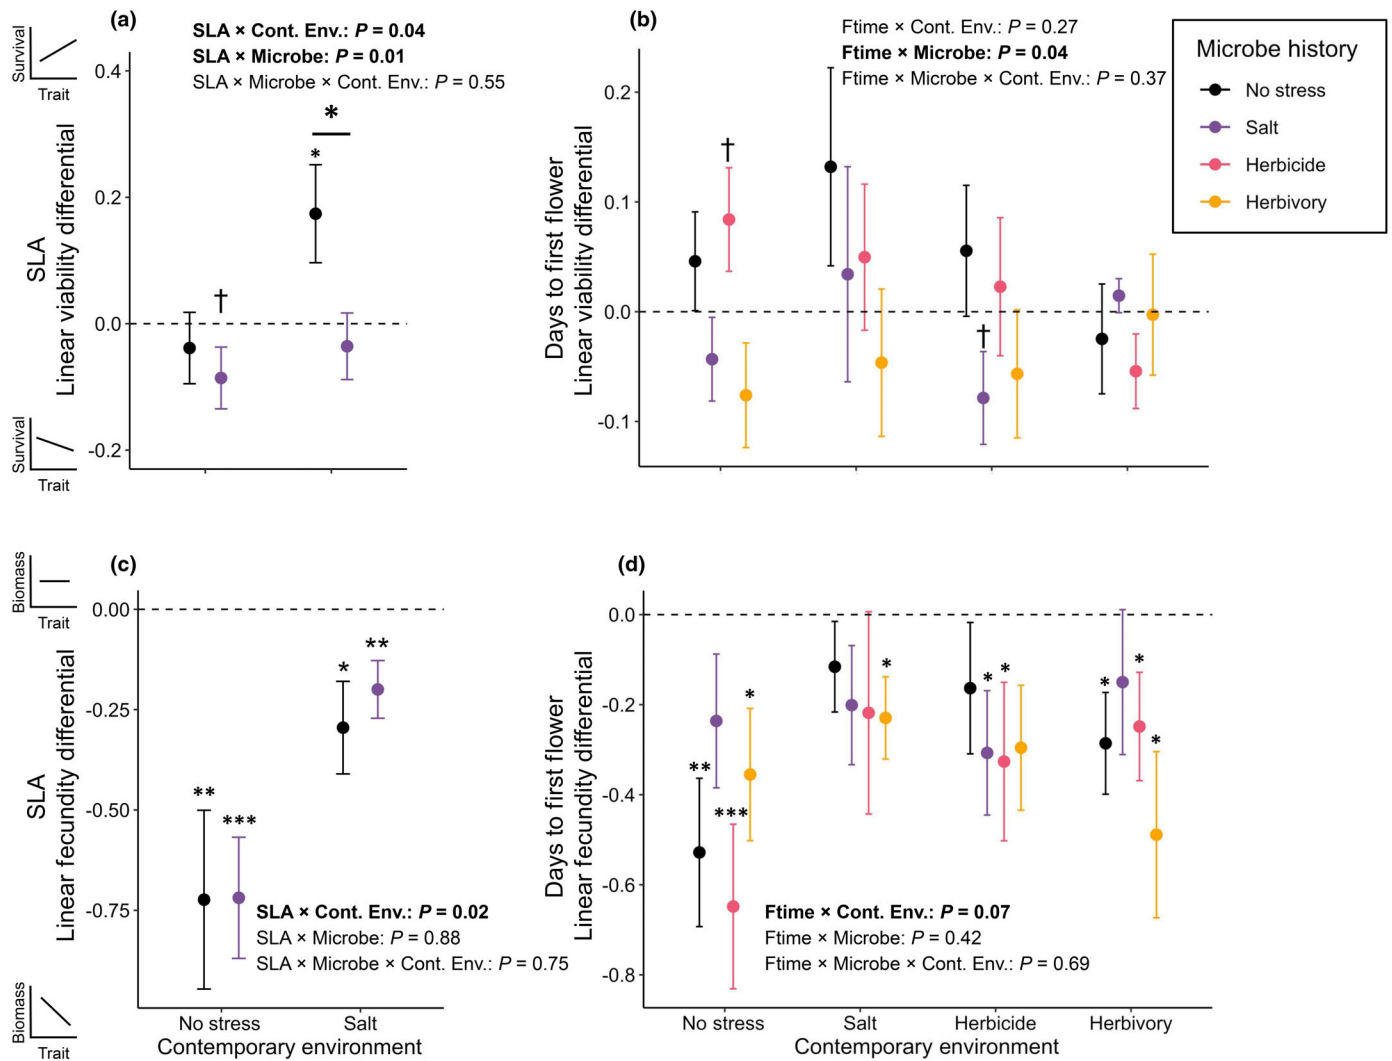 (a)
SLA × Cont. Env.: P = 0.04
SLA × Microbe: P = 0.01
SLA × Microbe × Cont. Env.: P = 0.55
Survival
Trait
SLA
Linear viability differential
0.4
0.2
0.0
-0.2
*
*
†
Survival
Trait
(b)
Ftime × Cont. Env.: P = 0.27
Ftime × Microbe: P = 0.04
Ftime × Microbe × Cont. Env.: P = 0.37
Days to first flower
Linear viability differential
0.2
0.1
0.0
-0.1
†
†
Microbe history
No stress
Salt
Herbicide
Herbivory
(c)
Biomass
Trait
SLA
Linear fecundity differential
0.00
-0.25
-0.50
-0.75
**
***
*
**
SLA × Cont. Env.: P = 0.02
SLA × Microbe: P = 0.88
SLA × Microbe × Cont. Env.: P = 0.75
Biomass
Trait
No stress
Salt
Contemporary environment
(d)
Days to first flower
Linear fecundity differential
0.0
-0.2
-0.4
-0.6
-0.8
**
***
*
*
*
*
*
*
*
Ftime × Cont. Env.: P = 0.07
Ftime × Microbe: P = 0.42
Ftime × Microbe × Cont. Env.: P = 0.69
No stress
Salt
Herbicide
Herbivory
Contemporary environment